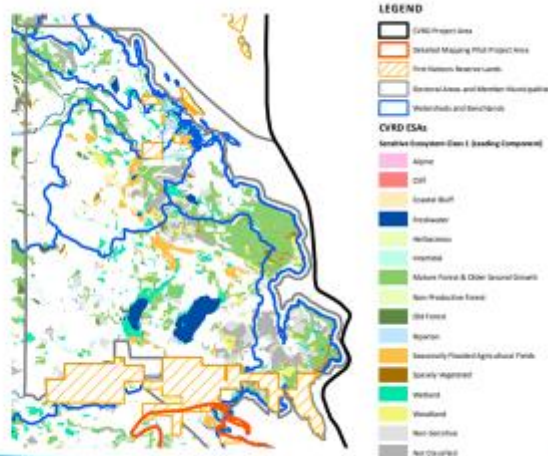 LEGEND
CVRD Project Area
Detailed Mapping Pilot Project Area
First Nations Reserve Lands
Electoral Areas and Member Municipalities
Watersheds and Benchlands
CVRD ESAs
Sensitive Ecosystem Class 1 (Leading Component)
Alpine
Cliff
Coastal Bluff
Freshwater
Herbaceous
Intertidal
Mature Forest & Older Second Growth
Non-Productive Forest
Old Forest
Riparian
Seasonally Flooded Agricultural Fields
Sparsely Vegetated
Wetland
Woodland
Non-Sensitive
Not Classified